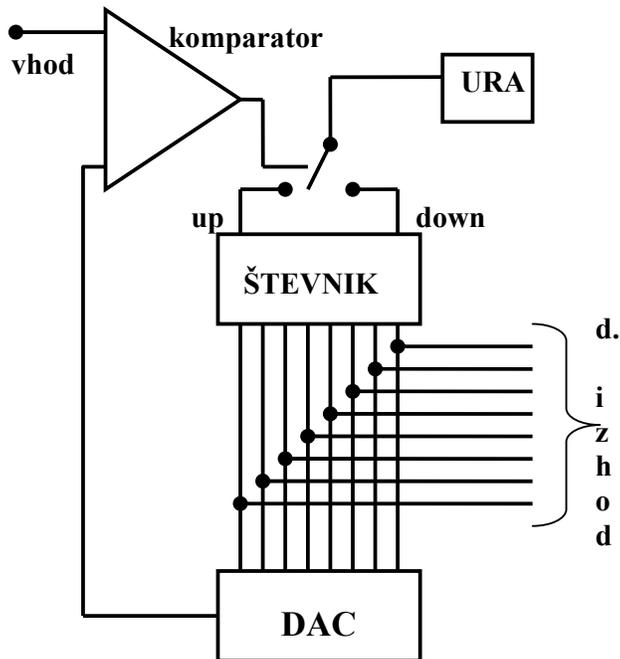 komparator
vhod
URA
up
down
ŠTEVNIK
d.
i
z
h
o
d
DAC